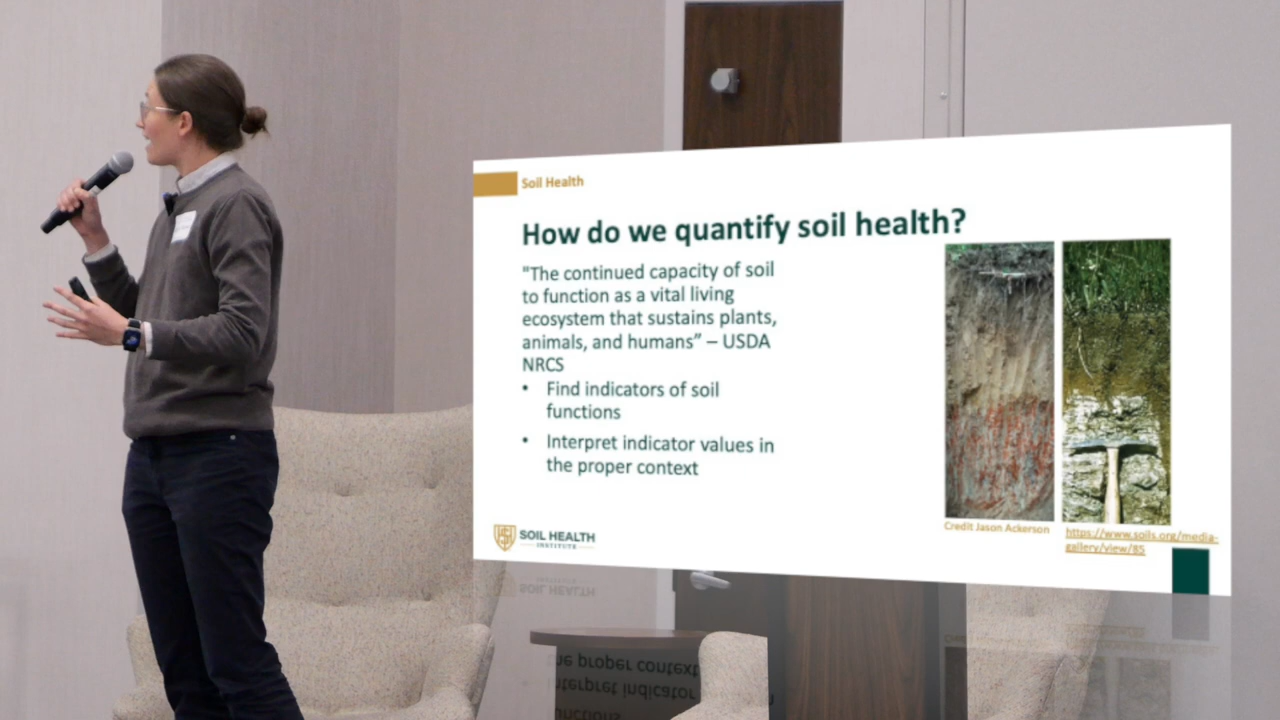 Soil Health
How do we quantify soil health?
"The continued capacity of soil
to function as a vital living
ecosystem that sustains plants,
animals, and humans” – USDA
NRCS
• Find indicators of soil
functions
• Interpret indicator values in
the proper context
Credit Jason Ackerson
https://www.soils.org/media-
gallery/view/85
SOIL HEALTH
INSTITUTE